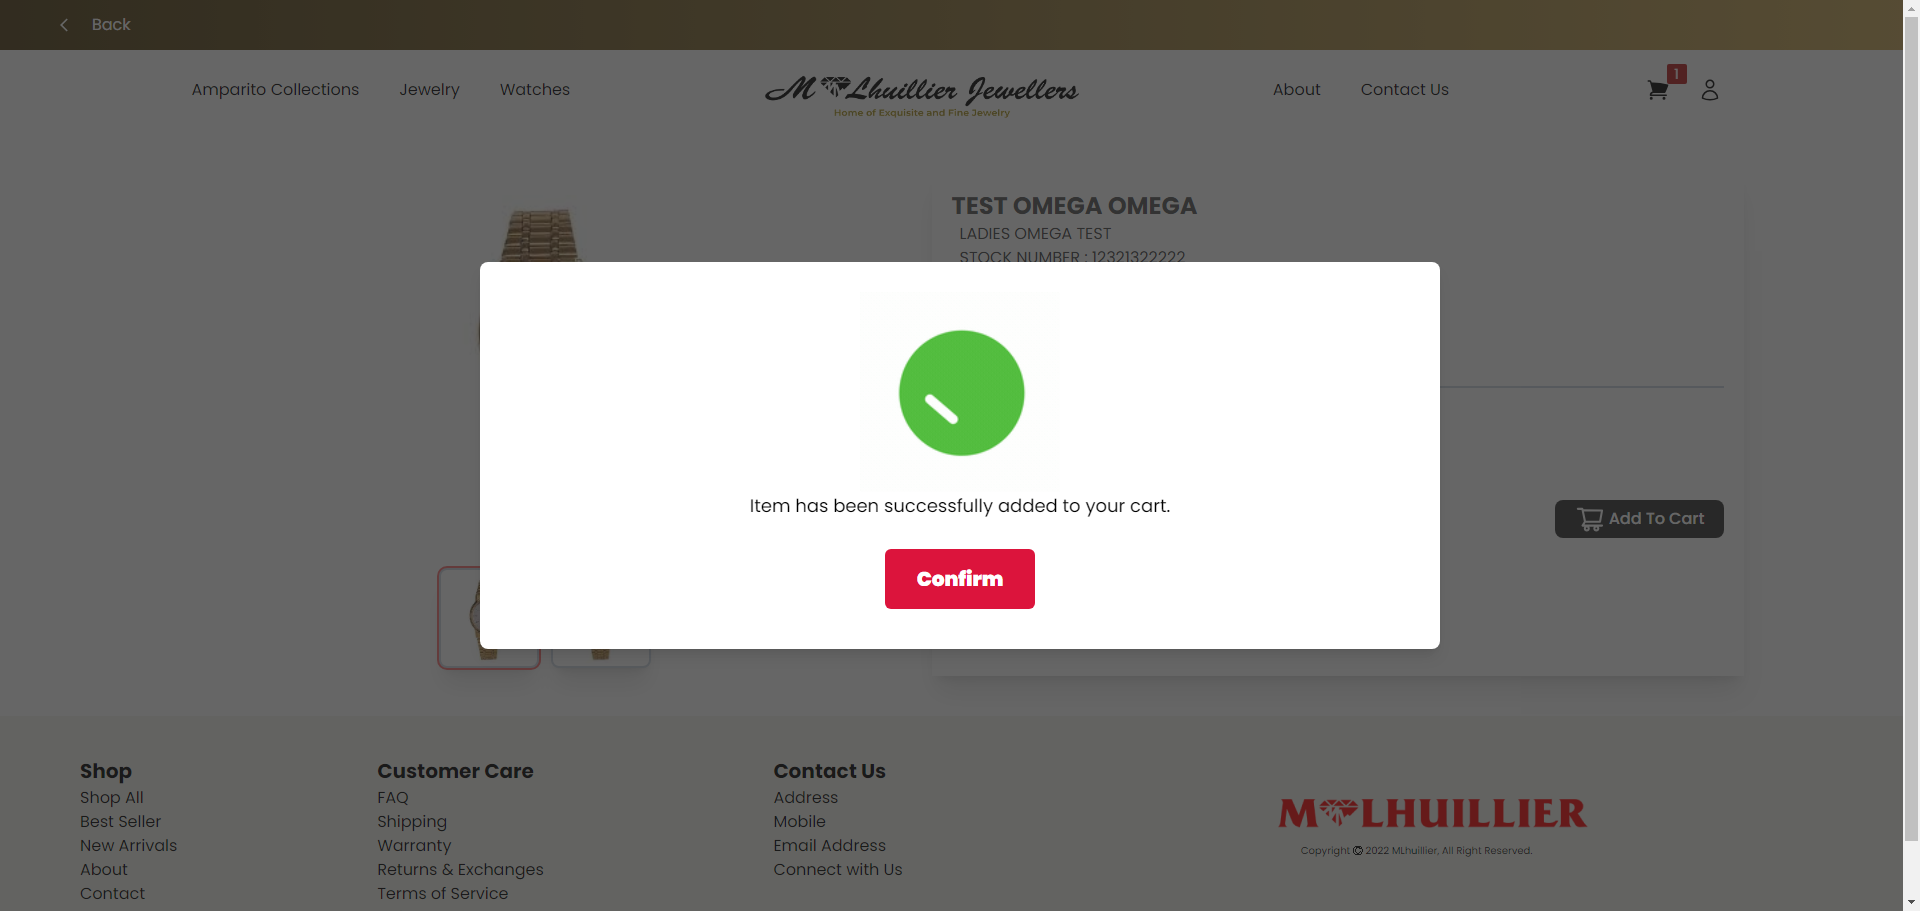 Back
Amparito Collections
Jewelry
Watches
M Lhuillier Jewellers
Home of Exquisite and Fine Jewelry
About
Contact Us
1
TEST OMEGA OMEGA
LADIES OMEGA TEST
STOCK NUMBER : 12321322222
Item has been successfully added to your cart.
Confirm
Add To Cart
Shop
Shop All
Best Seller
New Arrivals
About
Contact
Customer Care
FAQ
Shipping
Warranty
Returns & Exchanges
Terms of Service
Contact Us
Address
Mobile
Email Address
Connect with Us
M LHUILLIER
Copyright © 2022 MLhuillier, All Right Reserved.